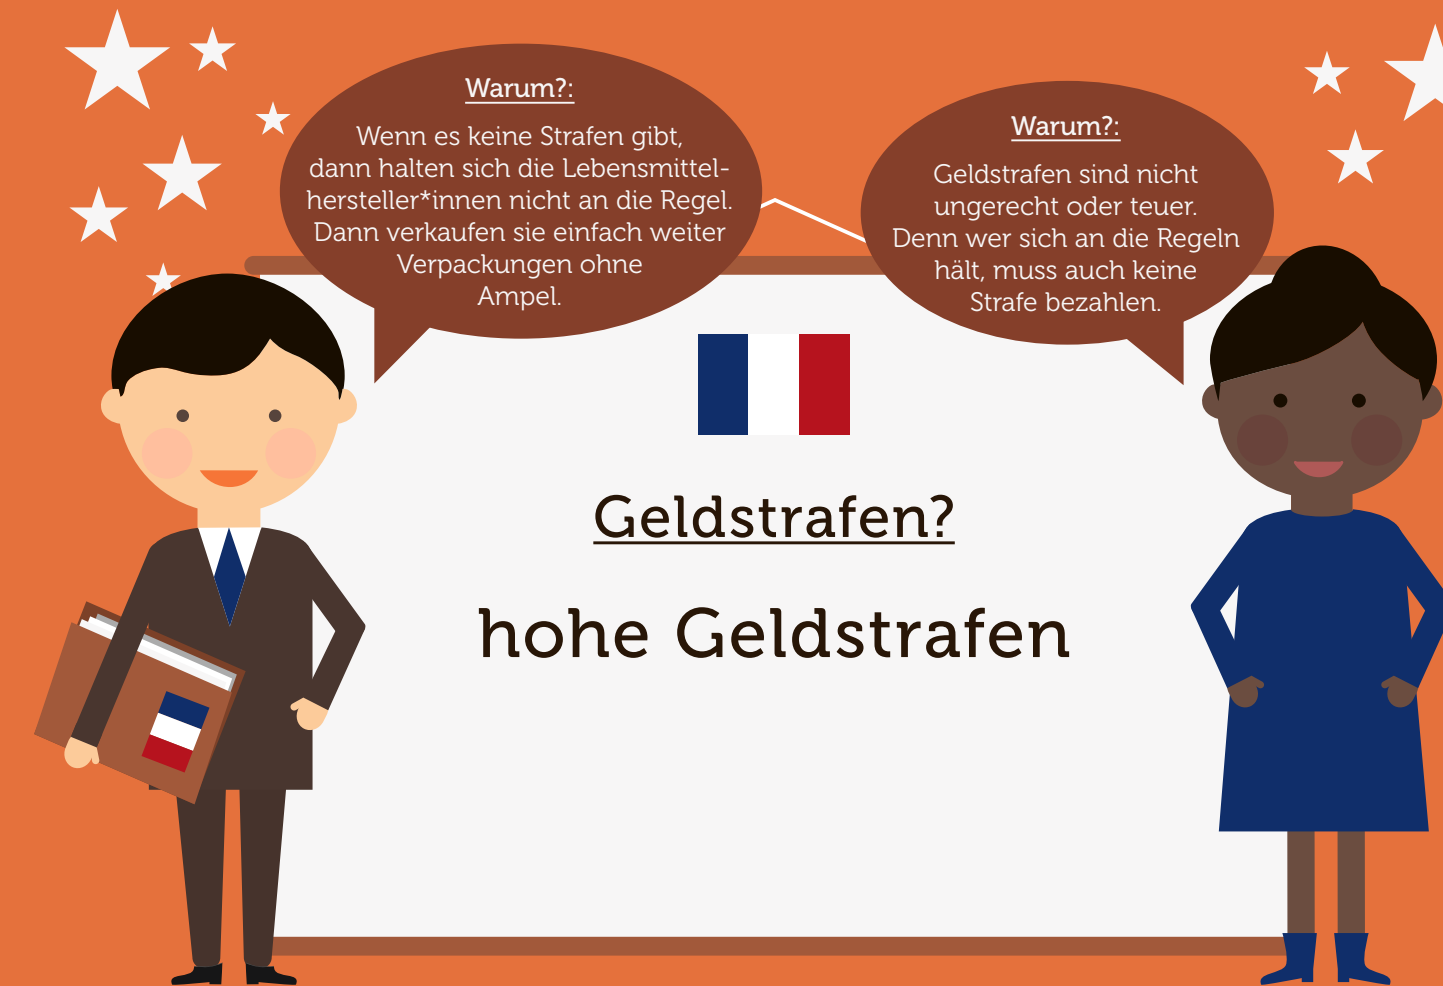 Warum?:
Wenn es keine Strafen gibt,
dann halten sich die Lebensmittel-
hersteller*innen nicht an die Regel.
Dann verkaufen sie einfach weiter
Verpackungen ohne
Ampel.
Warum?:
Geldstrafen sind nicht
ungerecht oder teuer.
Denn wer sich an die Regeln
hält, muss auch keine
Strafe bezahlen.
Geldstrafen?
hohe Geldstrafen